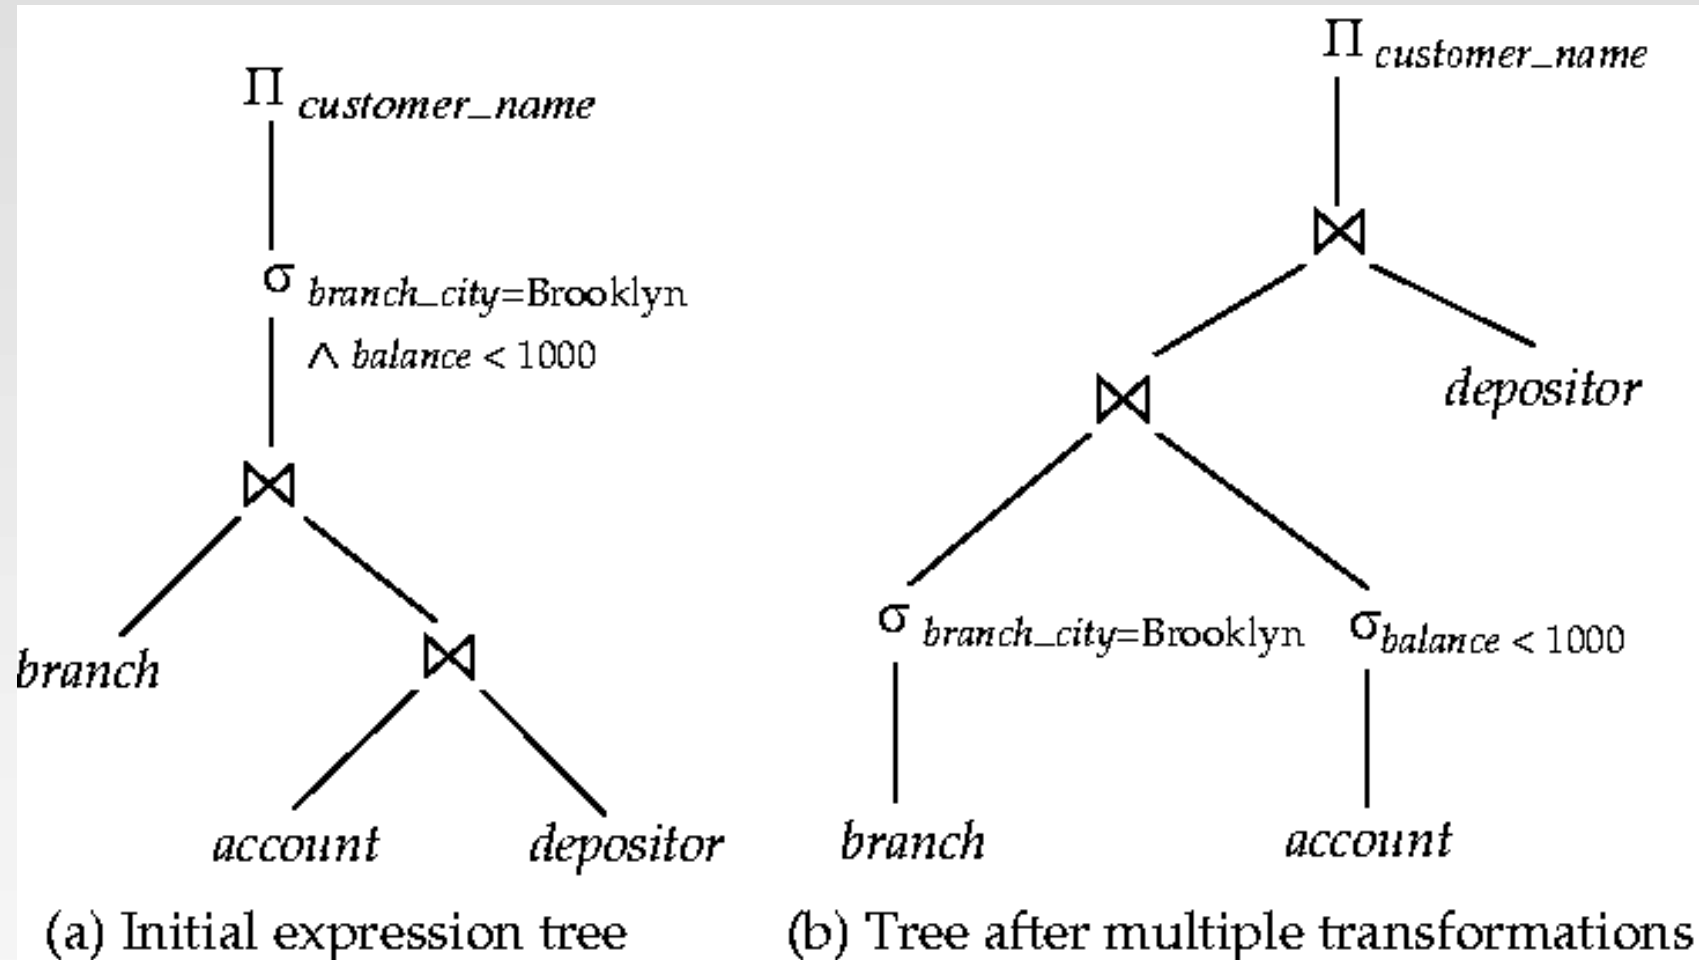 Π customer_name
σ branch_city=Brooklyn
∧ balance < 1000
⋈
branch
⋈
account
depositor
(a) Initial expression tree
Π customer_name
⋈
depositor
⋈
σ branch_city=Brooklyn
σ balance < 1000
branch
account
(b) Tree after multiple transformations